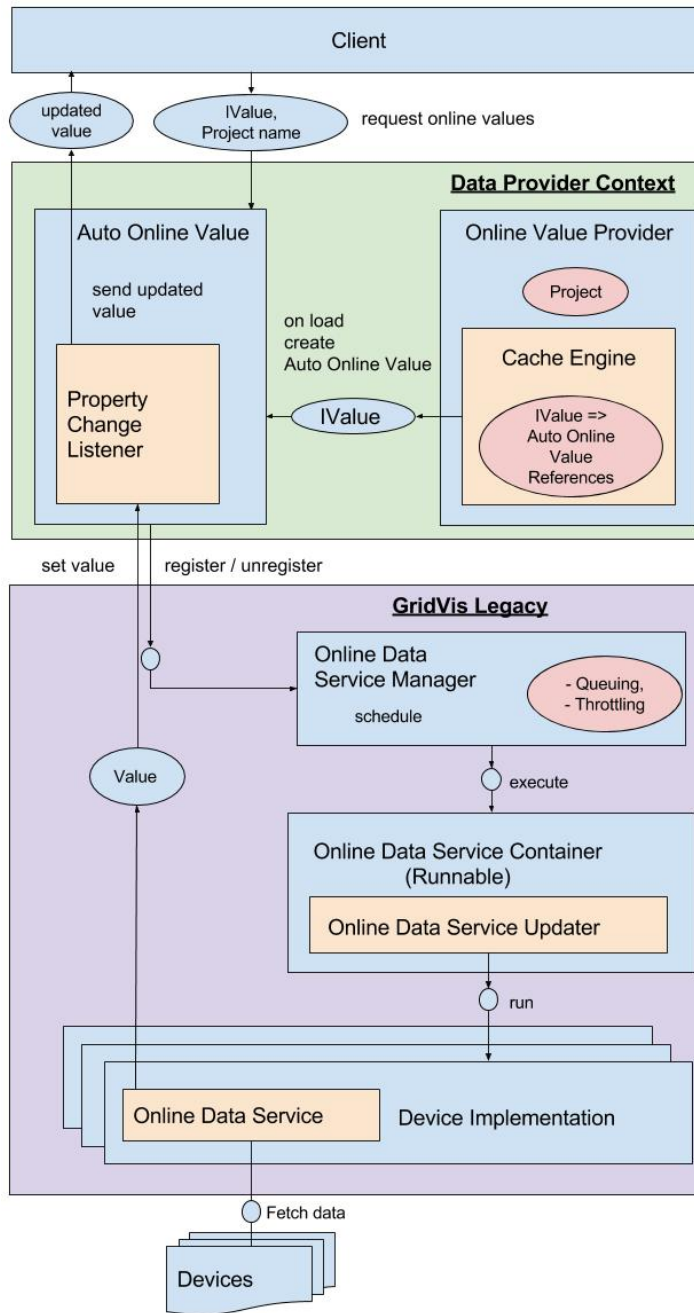 Client
updated
value
IValue,
Project name
request online values
Data Provider Context
Auto Online Value
Online Value Provider
send updated
value
Project
on load
create
Auto Online Value
Cache Engine
Property
Change
Listener
IValue
IValue =>
Auto Online
Value
References
set value
register / unregister
GridVis Legacy
Online Data
Service Manager
schedule
- Queuing,
- Throttling
Value
execute
Online Data Service Container
(Runnable)
Online Data Service Updater
run
Online Data Service
Device Implementation
Fetch data
Devices